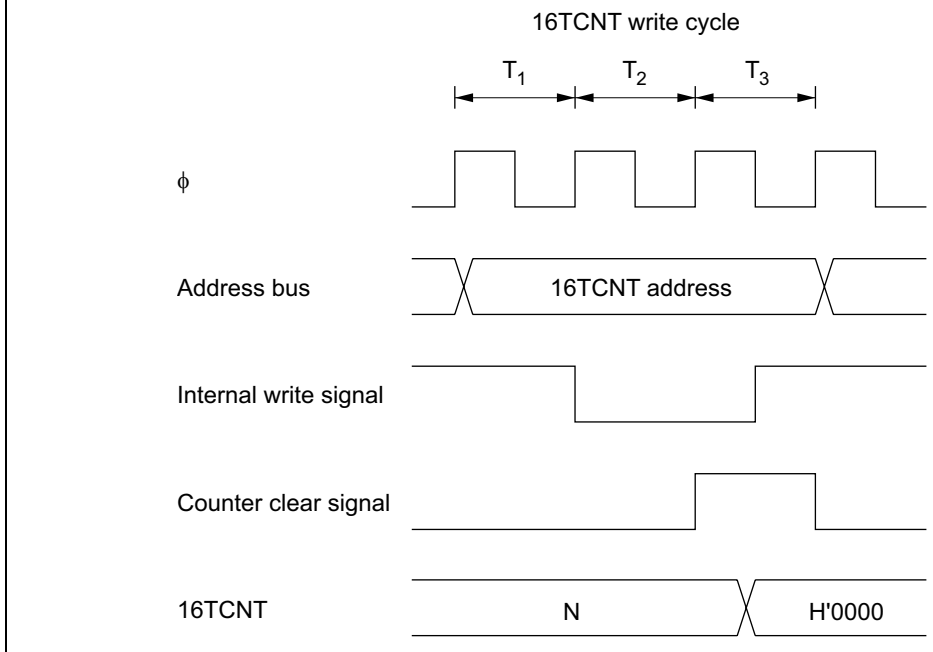 16TCNT write cycle
T1 T2 T3
φ
Address bus 16TCNT address
Internal write signal
Counter clear signal
16TCNT N H'0000